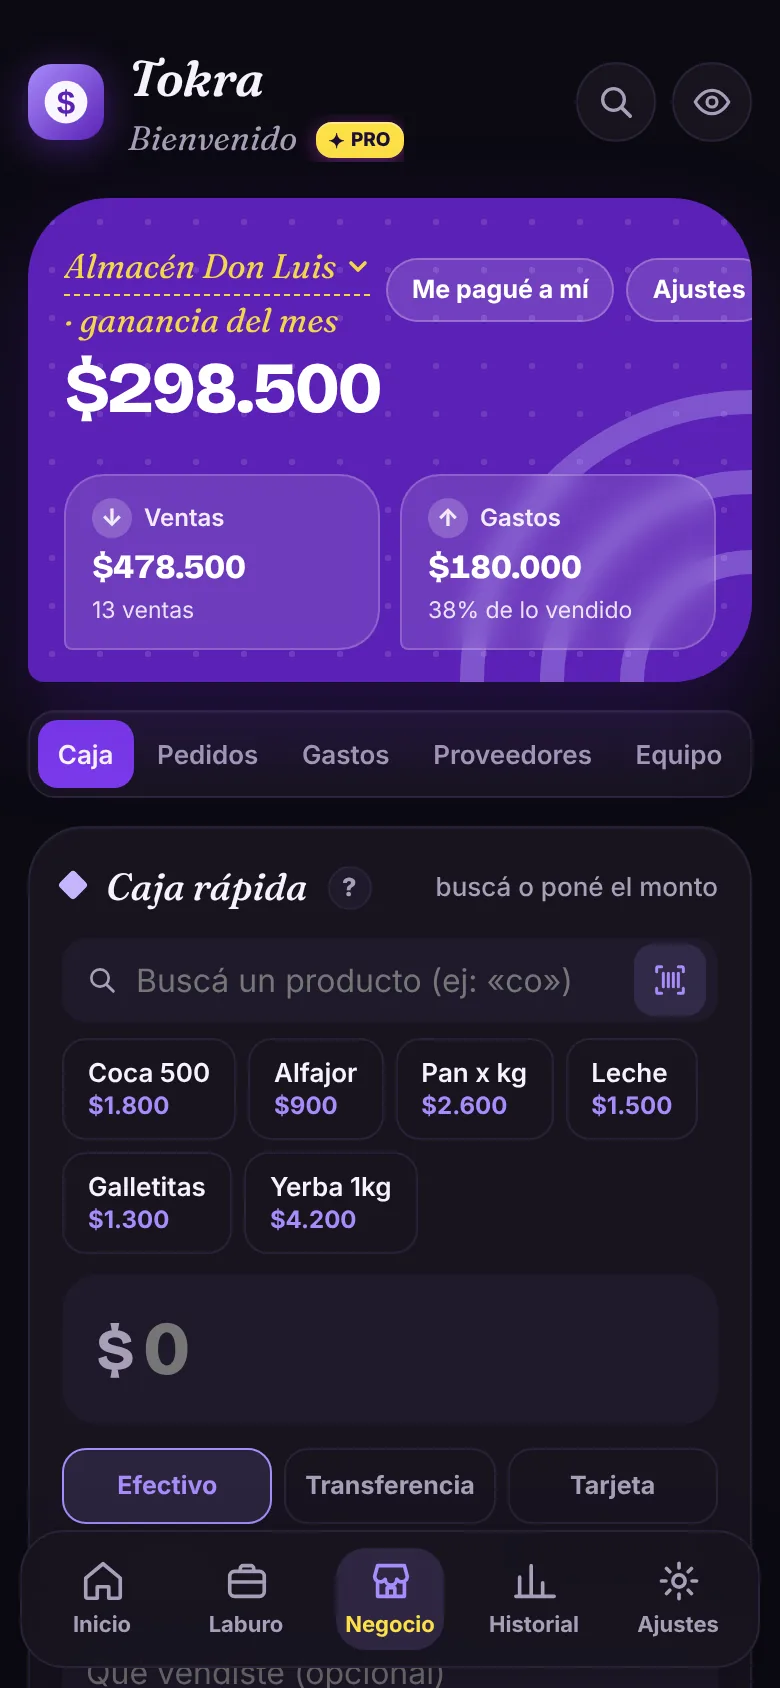 $
Tokra
Bienvenido
PRO
Almacén Don Luis
· ganancia del mes
Me pagué a mí
Ajustes
$298.500
Ventas
$478.500
13 ventas
Gastos
$180.000
38% de lo vendido
Caja
Pedidos
Gastos
Proveedores
Equipo
Caja rápida
?
buscá o poné el monto
Buscá un producto (ej: «co»)
Coca 500
$1.800
Alfajor
$900
Pan x kg
$2.600
Leche
$1.500
Galletitas
$1.300
Yerba 1kg
$4.200
$ 0
Efectivo
Transferencia
Tarjeta
Inicio
Laburo
Negocio
Historial
Ajustes
Que vendiste (opcional)